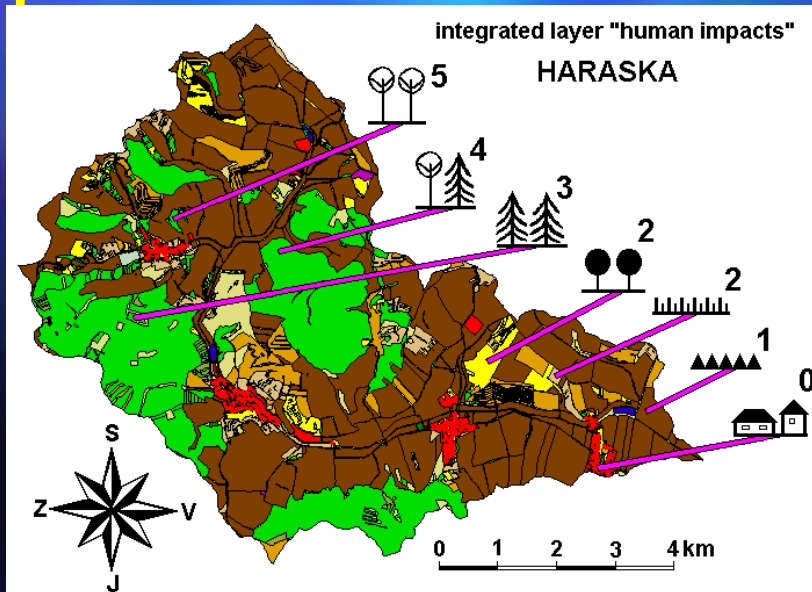 integrated layer "human impacts"
HARASKA
5
4
3
2
2
1
0
S
Z
V
J
0 1 2 3 4 km